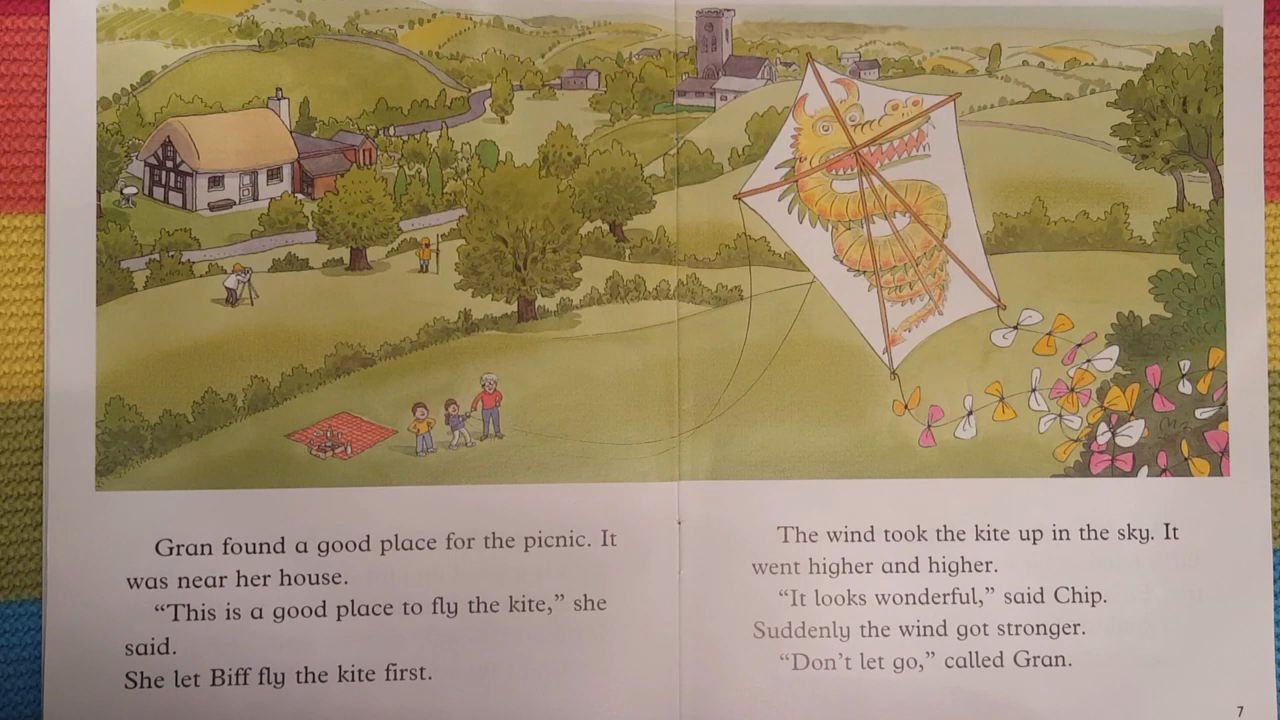 Gran found a good place for the picnic. It
was near her house.
“This is a good place to fly the kite,” she
said.
She let Biff fly the kite first.
The wind took the kite up in the sky. It
went higher and higher.
“It looks wonderful,” said Chip.
Suddenly the wind got stronger.
“Don’t let go,” called Gran.
7